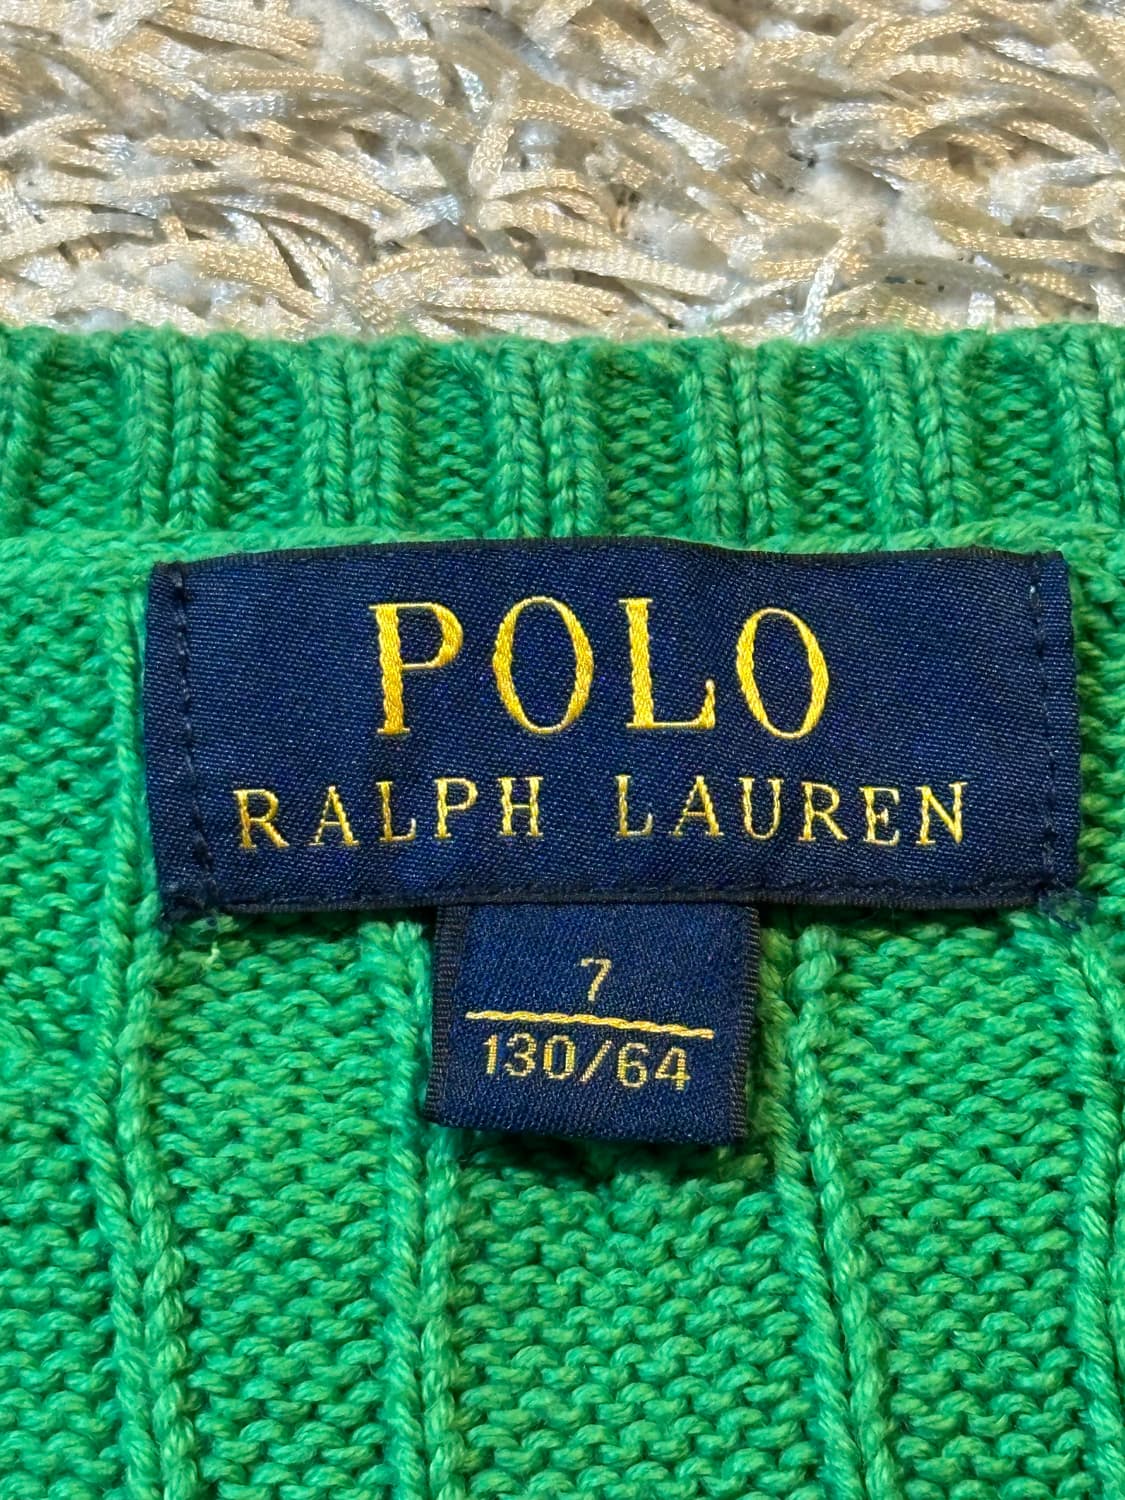 POLO
RALPH LAUREN
7
130/64